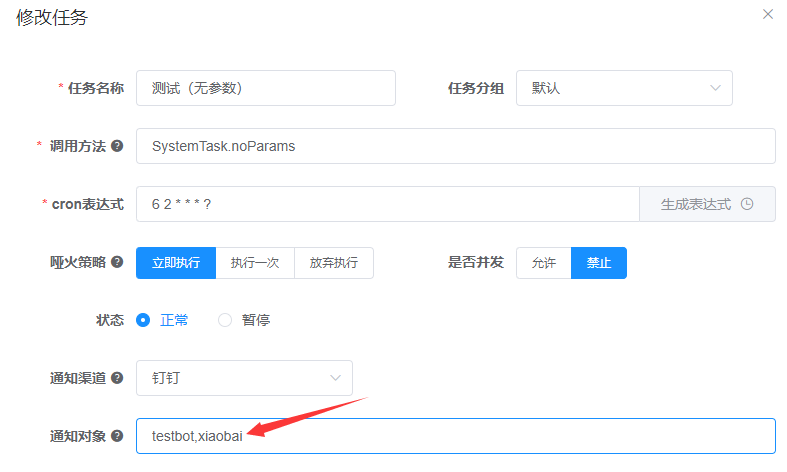 修改任务
* 任务名称 测试（无参数） 任务分组 默认
* 调用方法 SystemTask.noParams
* cron表达式 6 2 * * * ? 生成表达式
哑火策略 立即执行 执行一次 放弃执行 是否并发 允许 禁止
状态 正常 暂停
通知渠道 钉钉
通知对象 testbot,xiaobai